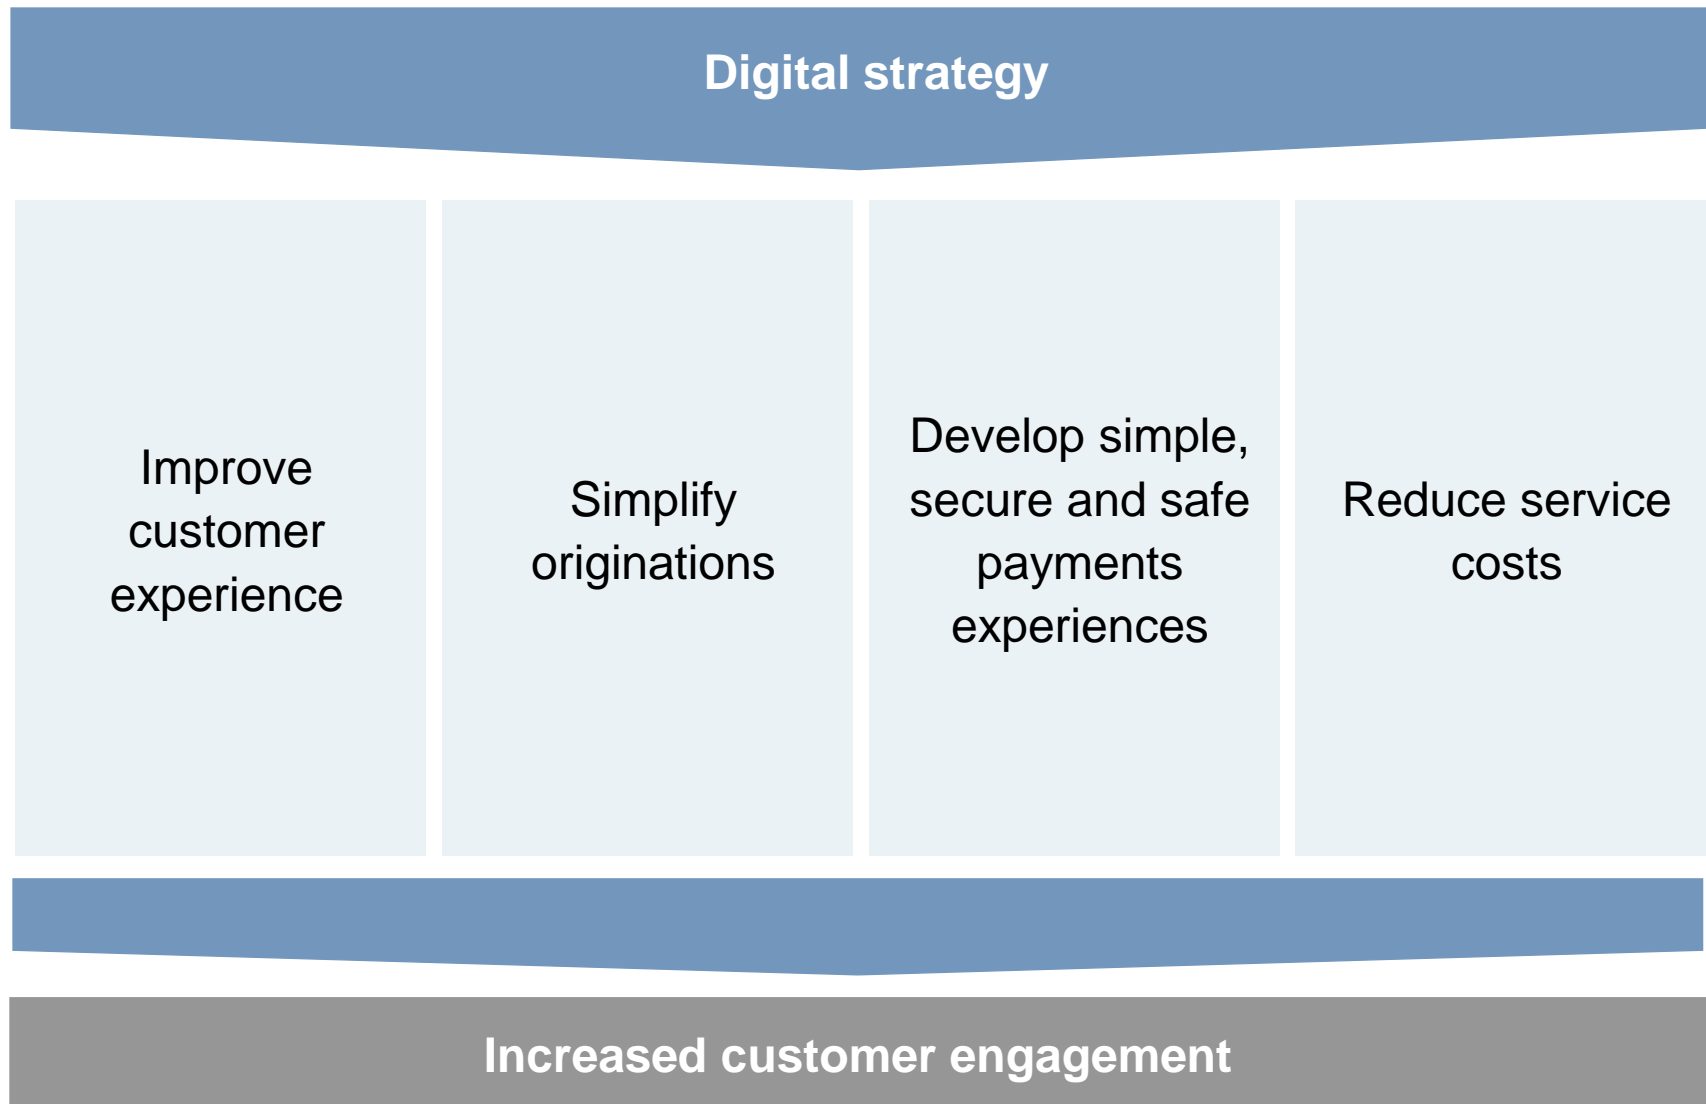 Digital strategy
Improve
customer
experience
Simplify
originations
Develop simple,
secure and safe
payments
experiences
Reduce service
costs
Increased customer engagement